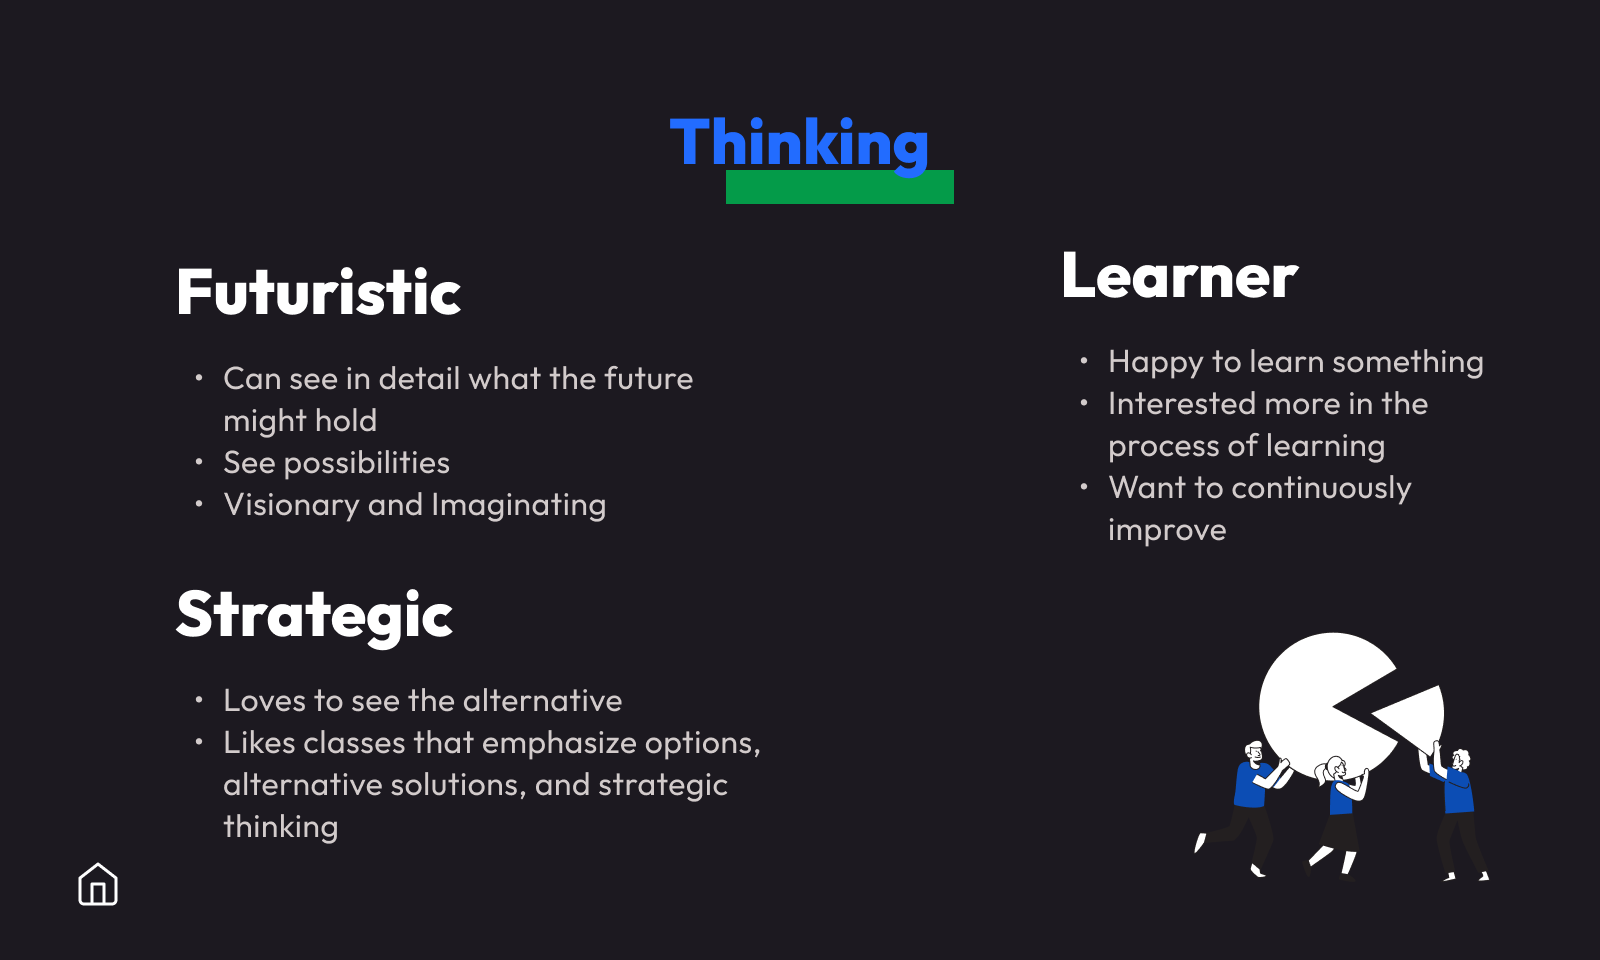 Thinking
Futuristic
• Can see in detail what the future
might hold
• See possibilities
• Visionary and Imaginating
Strategic
• Loves to see the alternative
• Likes classes that emphasize options,
alternative solutions, and strategic
thinking
Learner
• Happy to learn something
• Interested more in the
process of learning
• Want to continuously
improve